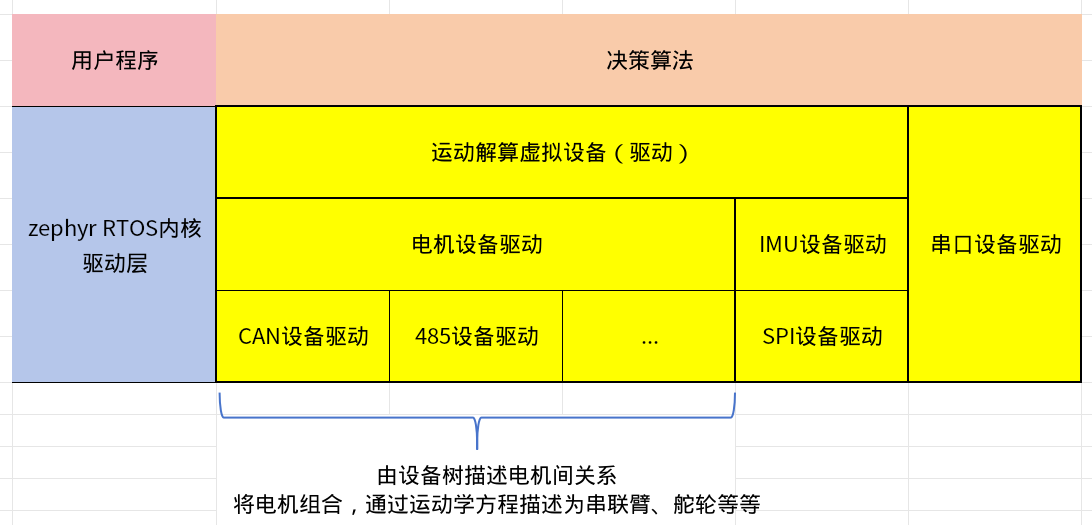 用户程序
决策算法
运动解算虚拟设备（驱动）
zephyr RTOS内核
驱动层
电机设备驱动
IMU设备驱动
串口设备驱动
CAN设备驱动
485设备驱动
...
SPI设备驱动
由设备树描述电机间关系
将电机组合，通过运动学方程描述为串联臂、舵轮等等